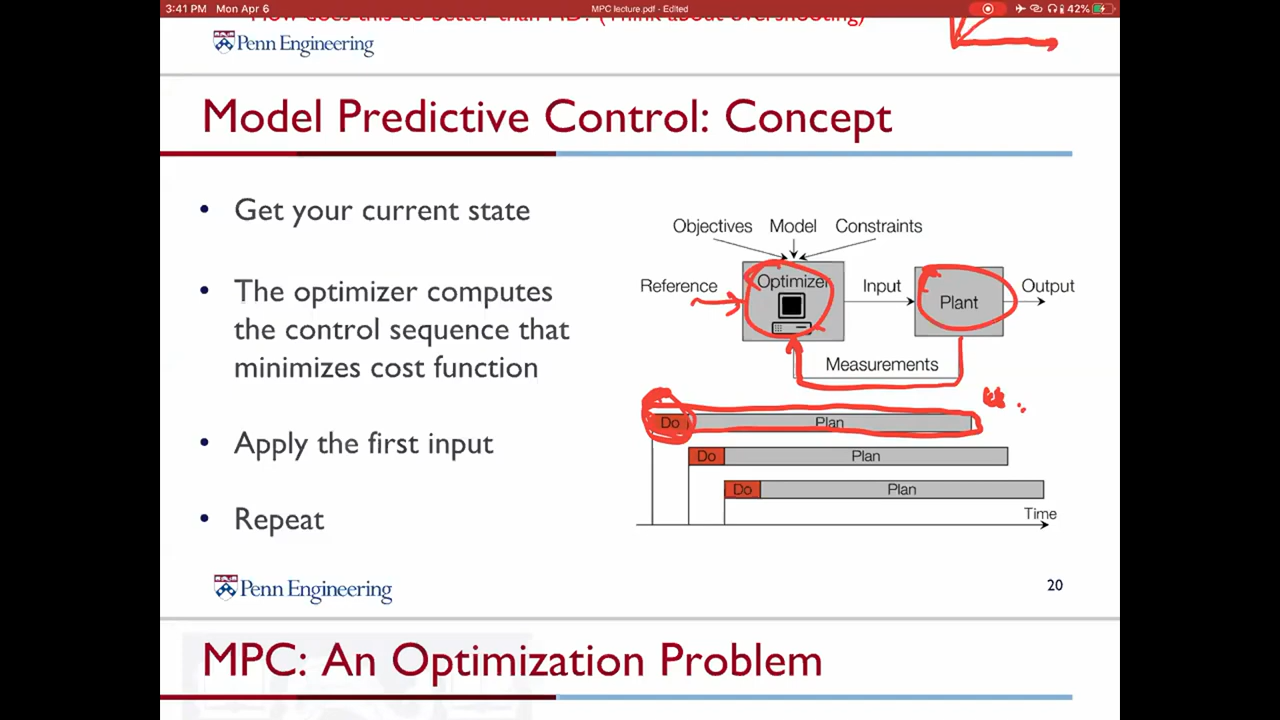 3:41 PM Mon Apr 6
MPC lecture.pdf - Edited
42%
How does this do better than PID? (Think about overshooting)
Penn Engineering
Model Predictive Control: Concept
• Get your current state
• The optimizer computes
the control sequence that
minimizes cost function
• Apply the first input
• Repeat
Objectives Model Constraints
Reference Optimizer Input Plant Output
Measurements
Do Plan
Do Plan
Do Plan
Time
Penn Engineering
20
MPC: An Optimization Problem